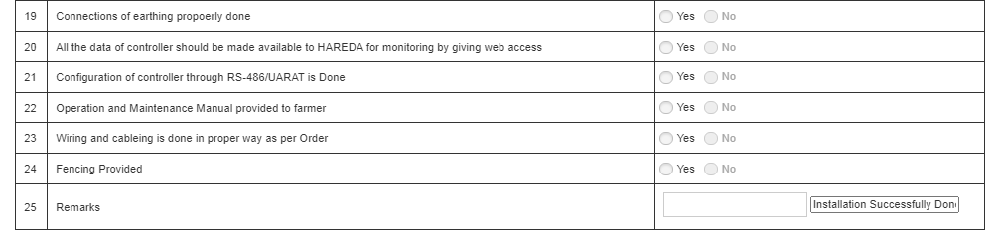 19 Connections of earthing propoerly done Yes No
20 All the data of controller should be made available to HAREDA for monitoring by giving web access Yes No
21 Configuration of controller through RS-486/UARAT is Done Yes No
22 Operation and Maintenance Manual provided to farmer Yes No
23 Wiring and cableing is done in proper way as per Order Yes No
24 Fencing Provided Yes No
25 Remarks Installation Successfully Don